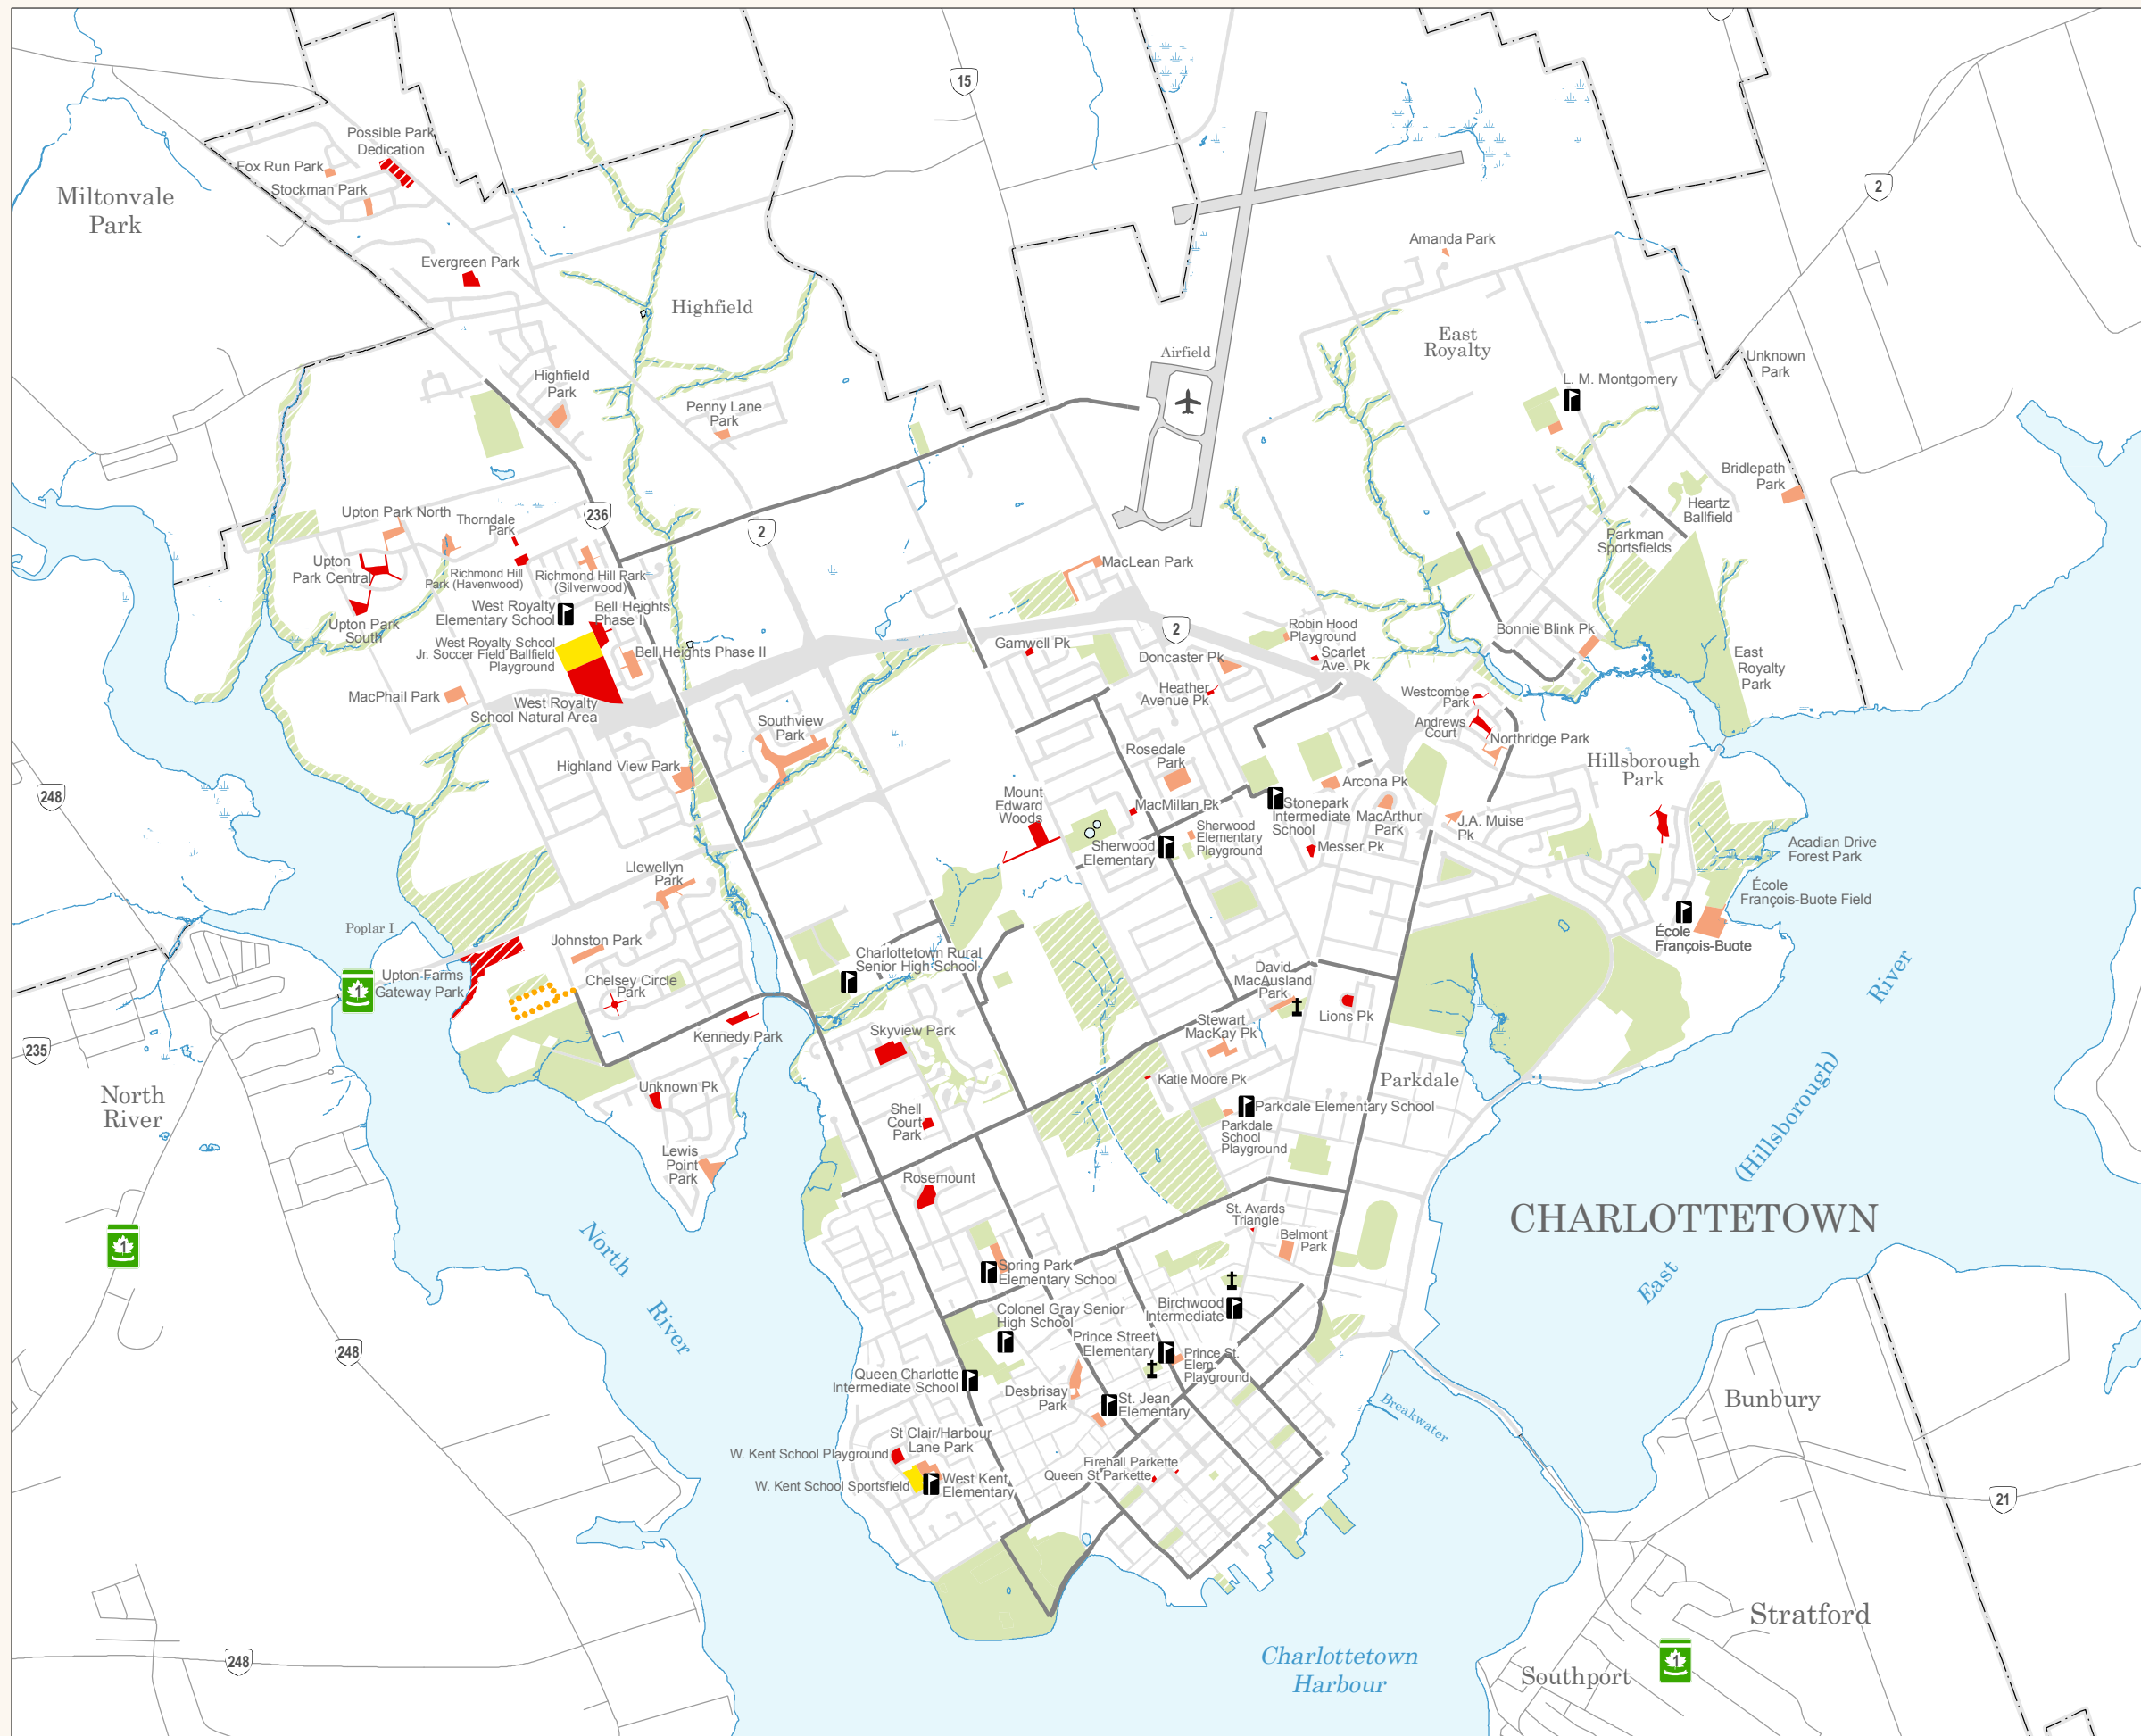 15
Possible Park
Dedication
Fox Run Park
Stockman Park
Miltonvale
Park
2
Evergreen Park
Amanda Park
Highfield
East
Royalty
Airfield
Unknown
Park
Highfield
Park
L. M. Montgomery
Penny Lane
Park
Bridlepath
Park
Heartz
Ballfield
Upton Park North
Thorndale
Park
236
2
Parkman
Sportsfields
Upton
Park Central
Richmond Hill
Park (Havenwood)
Richmond Hill Park
(Silverwood)
MacLean Park
West Royalty
Elementary School
Bell Heights
Phase I
Upton Park
South
West Royalty School
Jr. Soccer Field Ballfield
Playground
Bell Heights Phase II
Gamwell Pk
2
Robin Hood
Playground
Bonnie Blink Pk
Doncaster Pk
Scarlet
Ave. Pk
East
Royalty
Park
MacPhail Park
West Royalty
School Natural Area
Heather
Avenue Pk
Westcombe
Park
Andrews
Court
Northridge Park
Southview
Park
Highland View Park
Rosedale
Park
Hillsborough
Park
248
Arcona Pk
Mount
Edward
Woods
MacMillan Pk
Stonepark
Intermediate
School
MacArthur
Park
J.A. Muise
Pk
Sherwood
Elementary
Sherwood
Elementary
Playground
Messer Pk
Acadian Drive
Forest Park
Llewellyn
Park
École
François-Buote Field
Poplar I
École
François-Buote
Johnston Park
Charlottetown Rural
Senior High School
Upton Farms
Gateway Park
1
Chelsey Circle
Park
David
MacAusland
Park
Lions Pk
Kennedy Park
Skyview Park
Stewart
MacKay Pk
235
River
North
River
Unknown Pk
Katie Moore Pk
Parkdale
Shell
Court
Park
Parkdale Elementary School
Parkdale
School
Playground
(Hillsborough)
Lewis
Point
Park
Rosemount
CHARLOTTETOWN
St. Avards
Triangle
1
North
Belmont
Park
Spring Park
Elementary School
East
River
Colonel Gray Senior
High School
Birchwood
Intermediate
248
Prince Street
Elementary
Prince St.
Elem.
Playground
Queen Charlotte
Intermediate School
Desbrisay
Park
St. Jean
Elementary
Breakwater
Bunbury
St Clair/Harbour
Lane Park
W. Kent School Playground
Firehall Parkette
Queen St Parkette
W. Kent School Sportsfield
West Kent
Elementary
21
Stratford
248
Charlottetown
Harbour
Southport
1